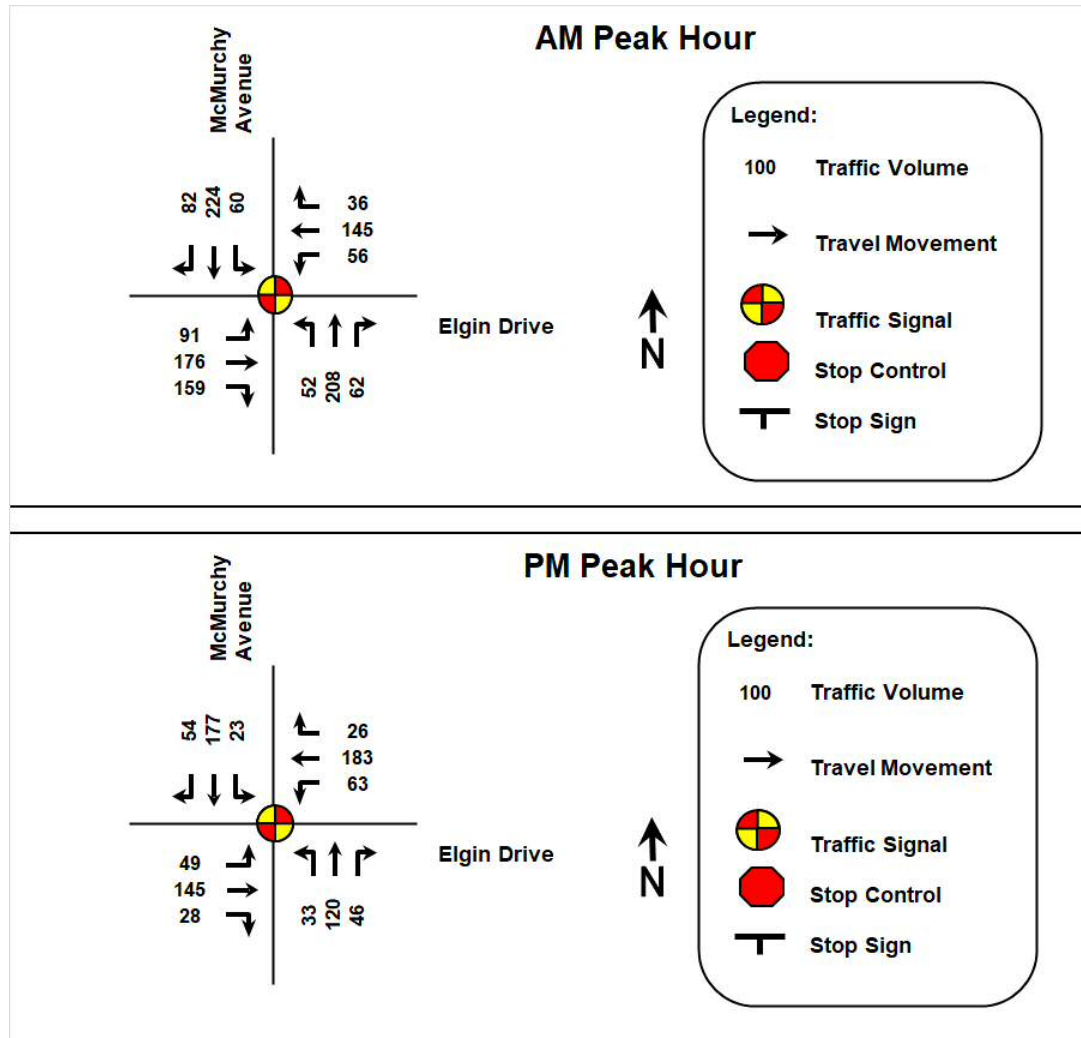 AM Peak Hour
McMurchy
Avenue
82
224
60
36
145
56
91
176
159
52
208
62
Elgin Drive
N
Legend:
100 Traffic Volume
Travel Movement
Traffic Signal
Stop Control
Stop Sign
PM Peak Hour
McMurchy
Avenue
54
177
23
26
183
63
49
145
28
33
120
46
Elgin Drive
N
Legend:
100 Traffic Volume
Travel Movement
Traffic Signal
Stop Control
Stop Sign